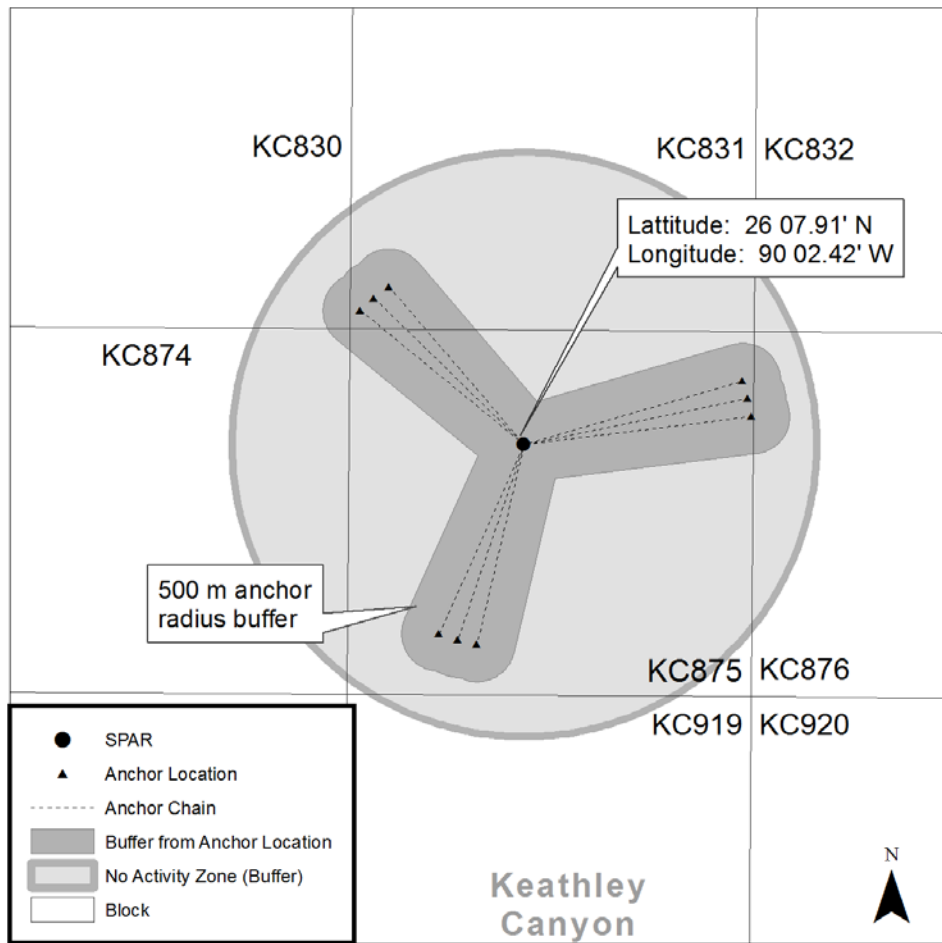 KC830
KC831
KC832
Lattitude: 26 07.91' N
Longitude: 90 02.42' W
KC874
500 m anchor
radius buffer
KC875
KC876
KC919
KC920
SPAR
Anchor Location
Anchor Chain
Buffer from Anchor Location
No Activity Zone (Buffer)
Block
Keathley
Canyon
N